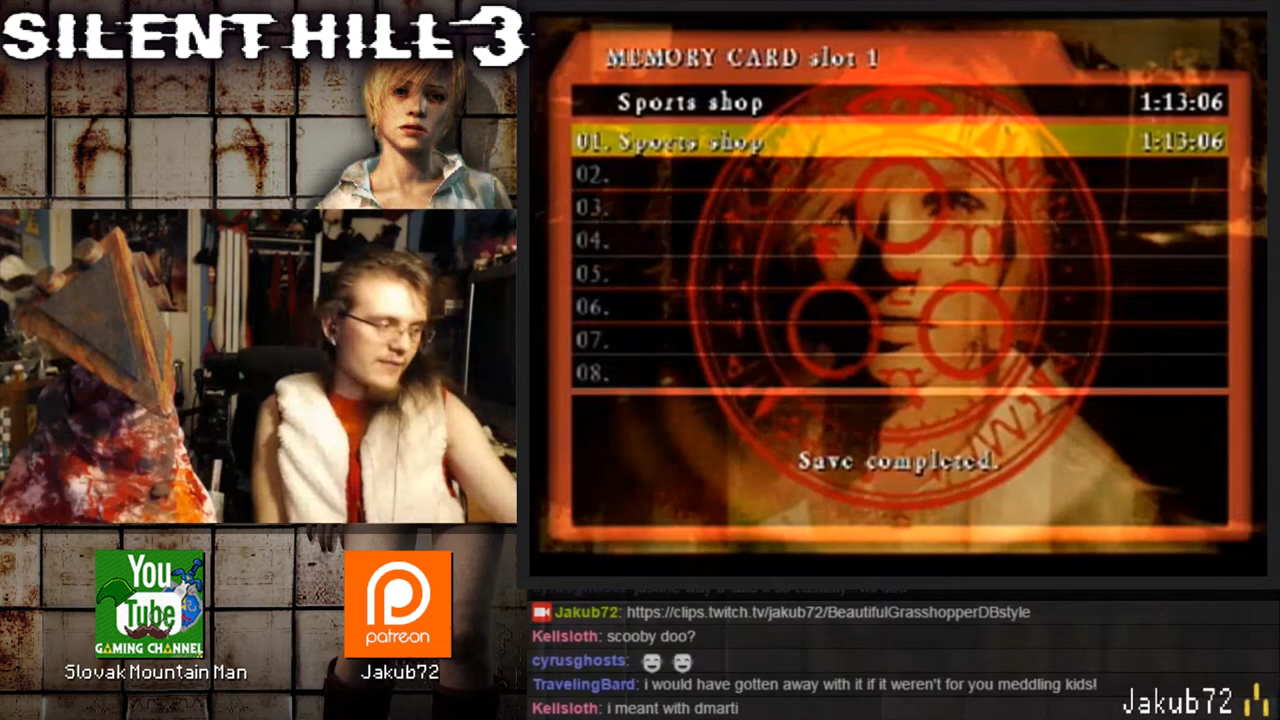 SILENT HILL 3
MEMORY CARD slot 1
Sports shop 1:13:06
01. Sports shop 1:13:06
02.
03.
04.
05.
06.
07.
08.
Save completed.
You
Tube
GAMING CHANNEL
Slovak Mountain Man
patreon
Jakub72
Jakub72: https://clips.twitch.tv/jakub72/BeautifulGrasshopperDBstyle
Kellsloth: scooby doo?
cyrusghosts:
TravelingBard: i would have gotten away with it if it weren't for you meddling kids!
Kellsloth: i meant with dmarti
Jakub72